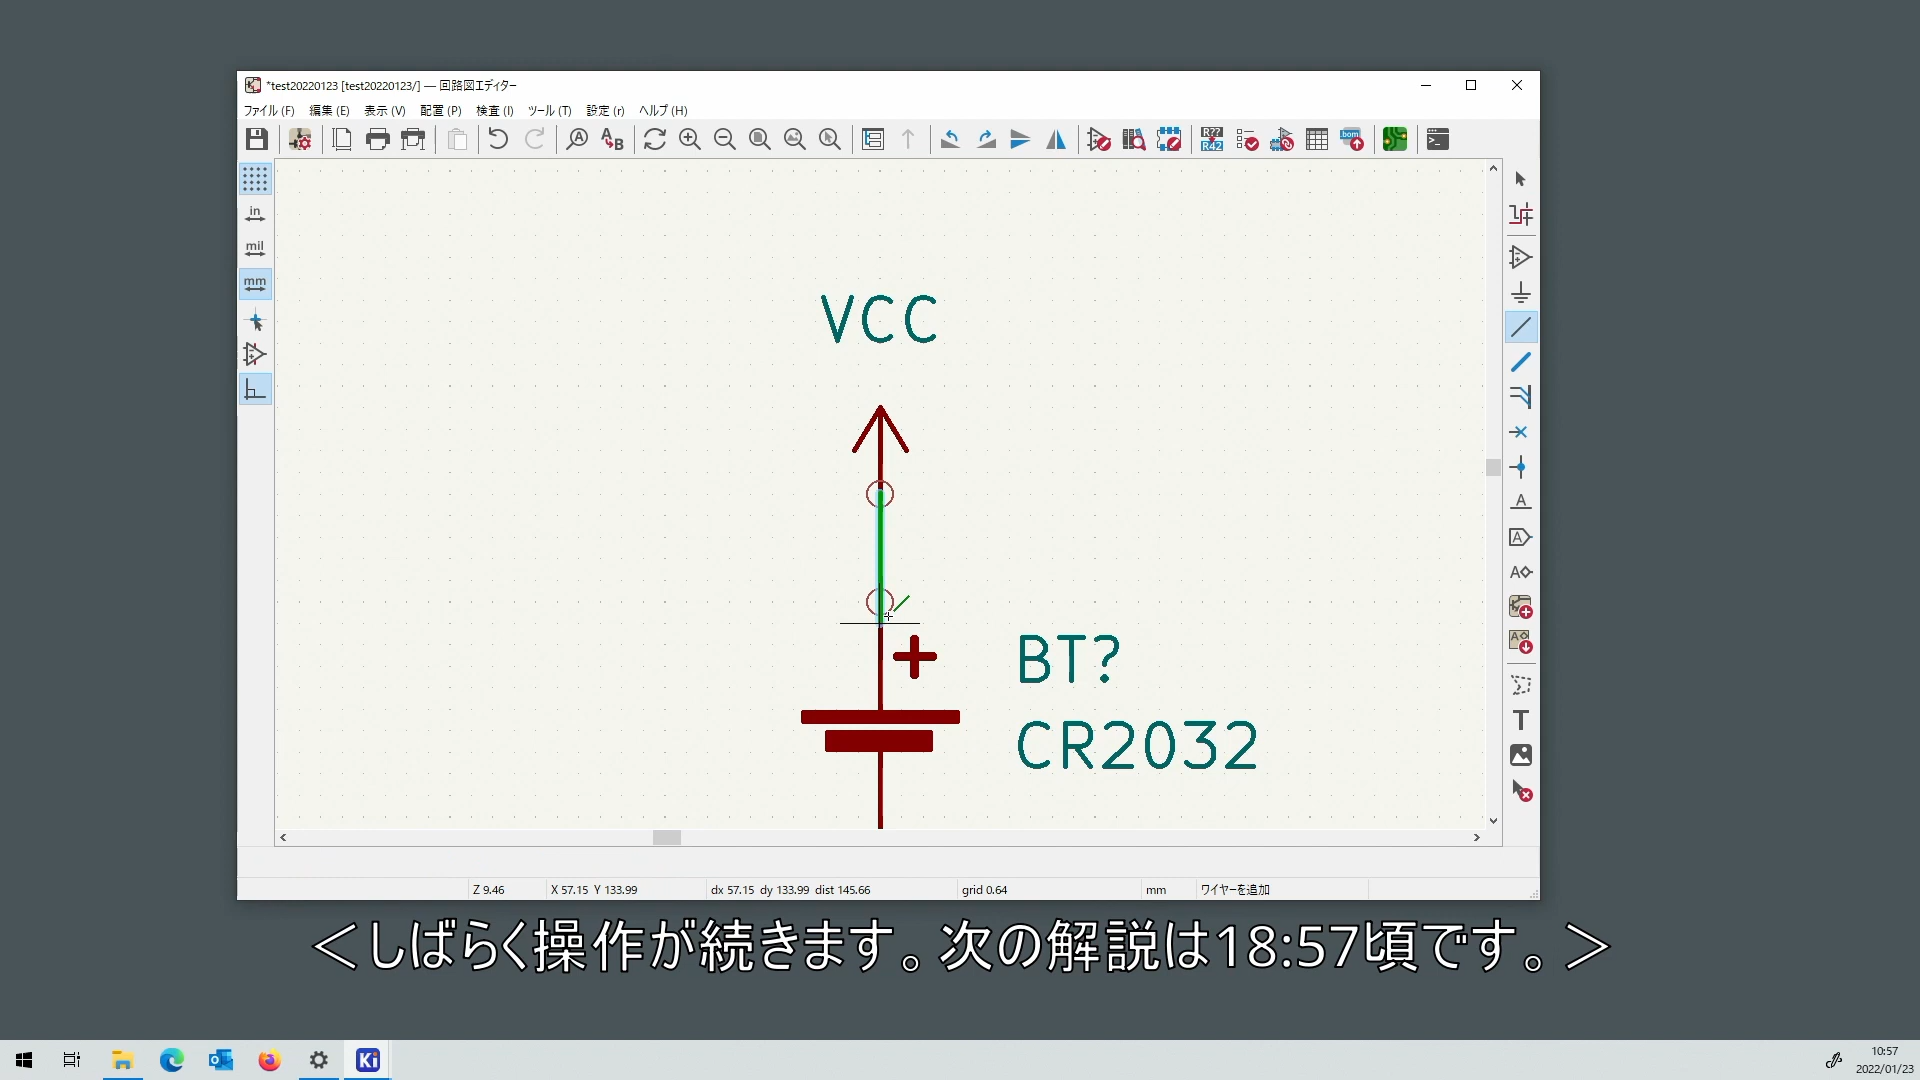 *test20220123 [test20220123/] — 回路図エディター
ファイル (F) 編集 (E) 表示 (V) 配置 (P) 検査 (I) ツール (T) 設定 (r) ヘルプ (H)
A B R?? R42 bom
in
mil
mm
VCC
BT?
CR2032
A
A
A
A
T
Z 9.46 X 57.15 Y 133.99 dx 57.15 dy 133.99 dist 145.66 grid 0.64 mm ワイヤーを追加
＜しばらく操作が続きます。次の解説は18:57頃です。＞
Ki
10:57
2022/01/23